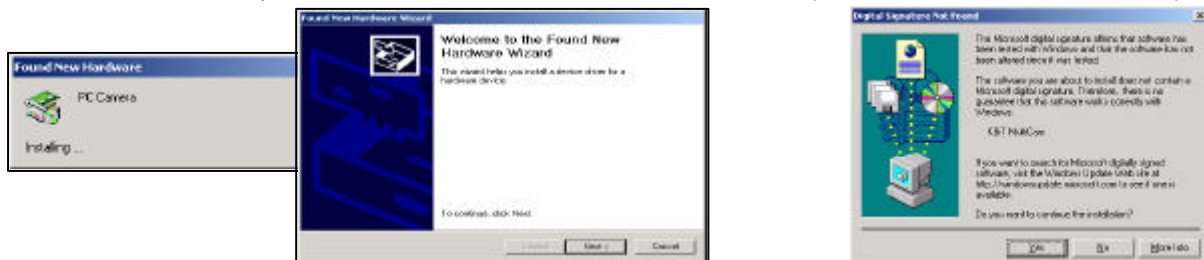 Found New Hardware
PC Camera
Installing ...
Found New Hardware Wizard
Welcome to the Found New
Hardware Wizard
This wizard helps you install a device driver for a
hardware device.
To continue, click Next.
Next >
Cancel
Digital Signature Not Found
The Microsoft digital signature affirms that software has
been tested with Windows and that the software has not
been altered since it was tested.
The software you are about to install does not contain a
Microsoft digital signature. Therefore, there is no
guarantee that this software works correctly with
Windows.
If you want to search for Microsoft digitally signed
software, visit the Windows Update Web site at
http://windowsupdate.microsoft.com to see if one is
available.
Do you want to continue the installation?
Yes
No
More Info